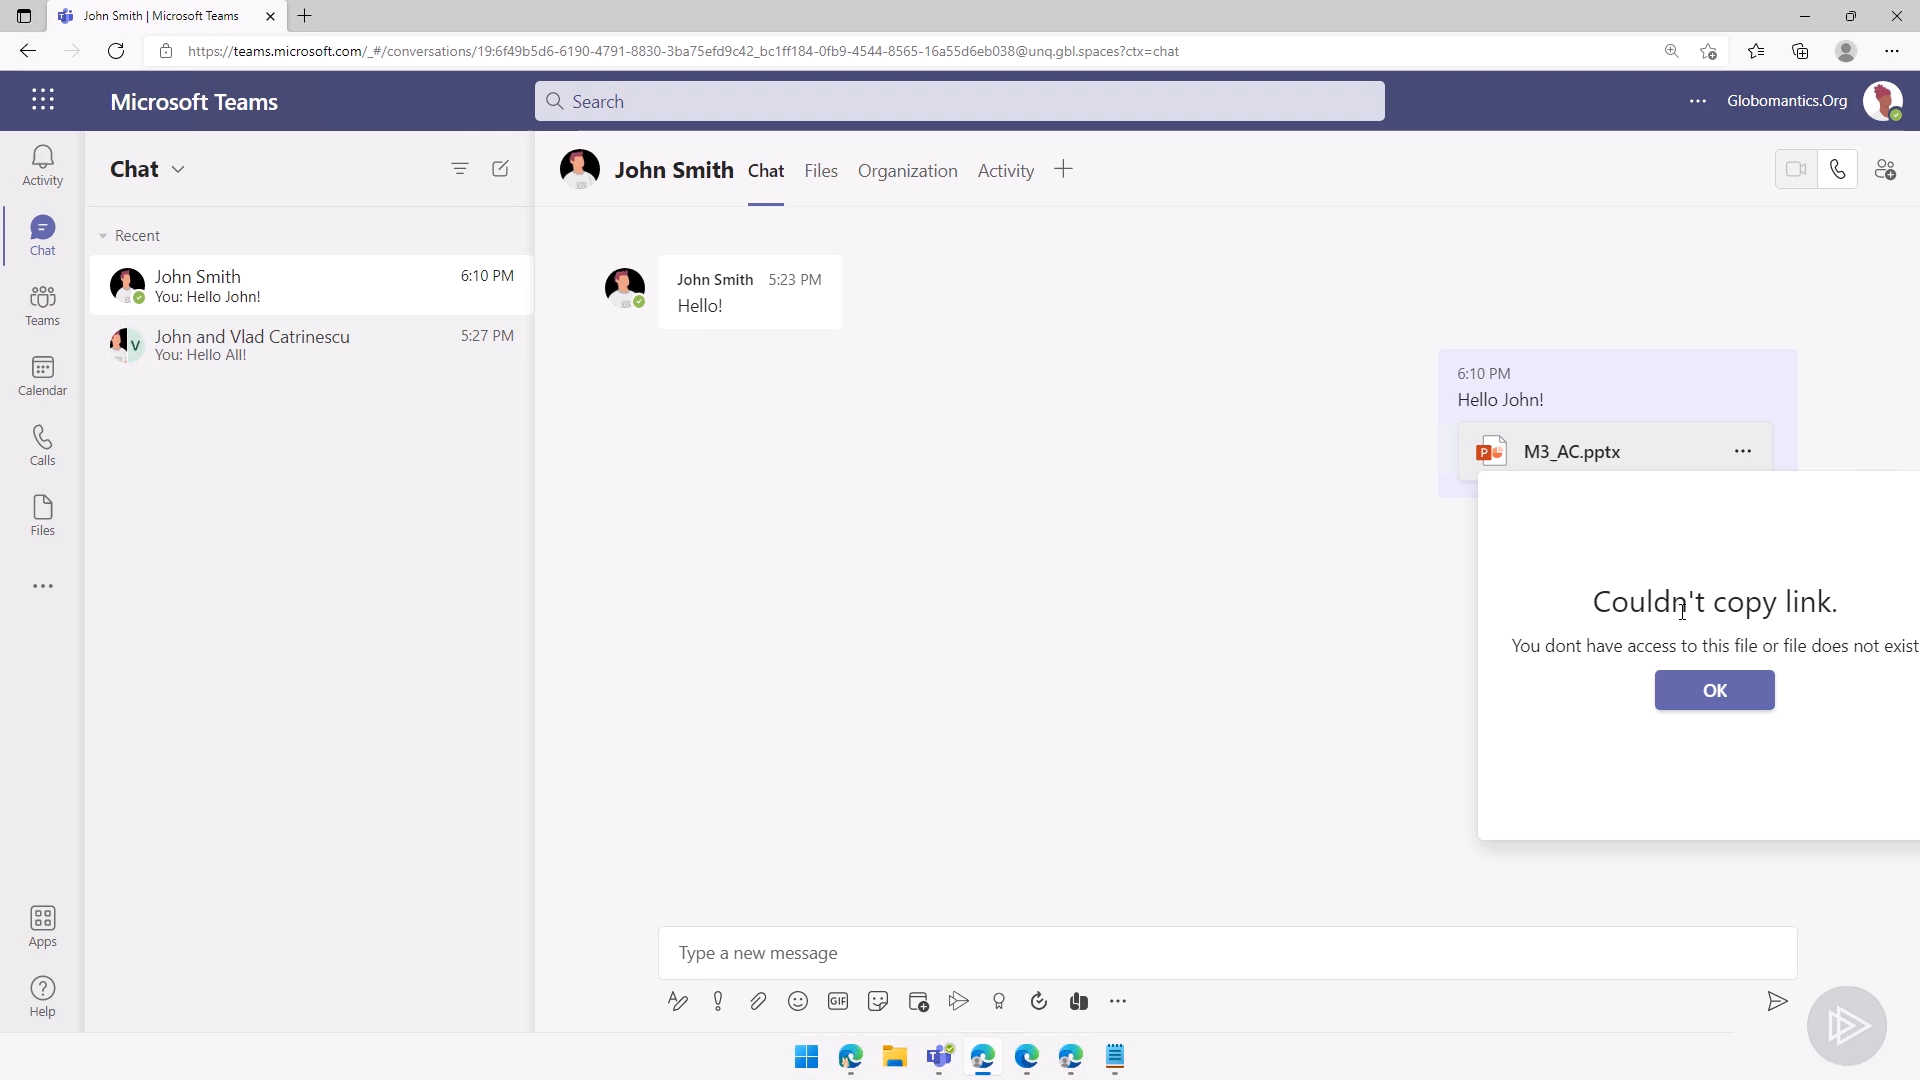 John Smith | Microsoft Teams
https://teams.microsoft.com/_#/conversations/19:6f49b5d6-6190-4791-8830-3ba75efd9c42_bc1ff184-0fb9-4544-8565-16a55d6eb038@unq.gbl.spaces?ctx=chat
Microsoft Teams
Search
Globomantics.Org
Activity
Chat
Teams
Calendar
Calls
Files
Apps
Help
Chat
Recent
John Smith 6:10 PM
You: Hello John!
V
John and Vlad Catrinescu 5:27 PM
You: Hello All!
John Smith Chat Files Organization Activity
John Smith 5:23 PM
Hello!
6:10 PM
Hello John!
P
M3_AC.pptx
Couldn't copy link.
You dont have access to this file or file does not exist
OK
Type a new message
GIF